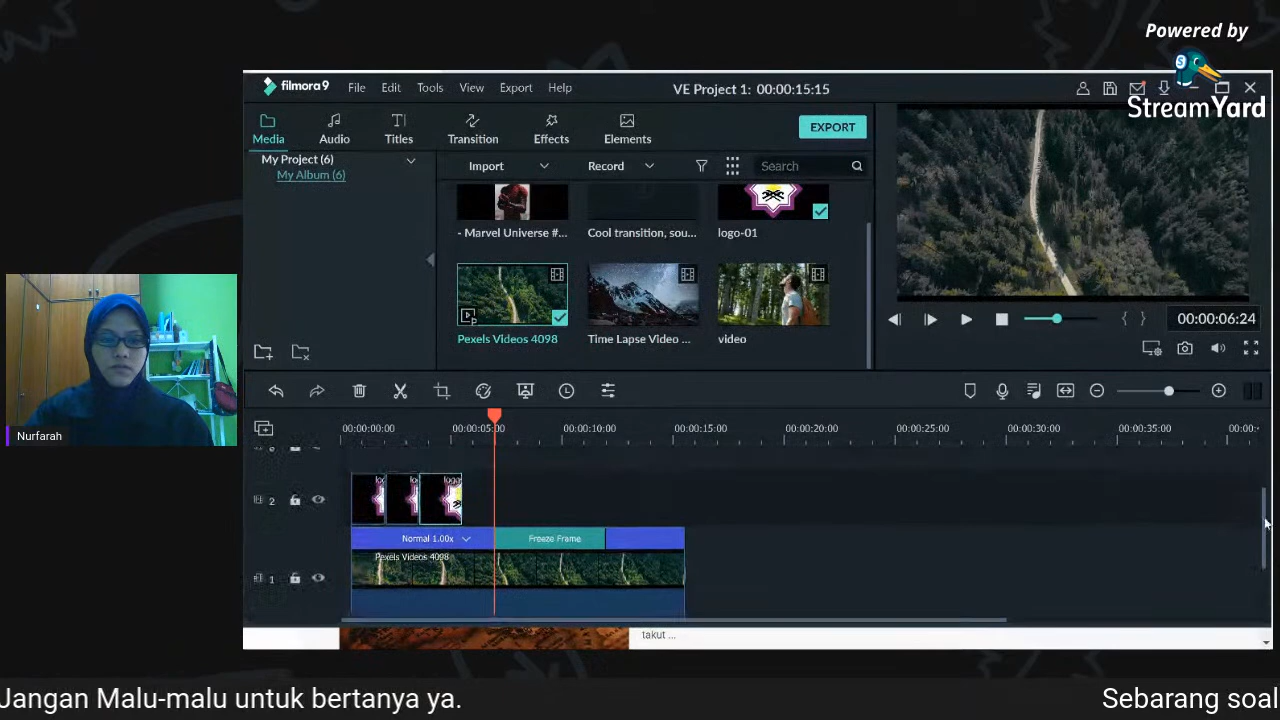 Powered by
StreamYard
filmora9 File Edit Tools View Export Help VE Project 1: 00:00:15:15
Media Audio Titles Transition Effects Elements EXPORT
My Project (6)
My Album (6)
Import Record Search
- Marvel Universe #... Cool transition, sou... logo-01
Pexels Videos 4098 Time Lapse Video ... video
00:00:06:24
00:00:00:00 00:00:05:00 00:00:10:00 00:00:15:00 00:00:20:00 00:00:25:00 00:00:30:00 00:00:35:00 00:00:
2
Normal 1.00x Freeze Frame
Pexels Videos 4098
1
takut ...
Nurfarah
Jangan Malu-malu untuk bertanya ya. Sebarang soal